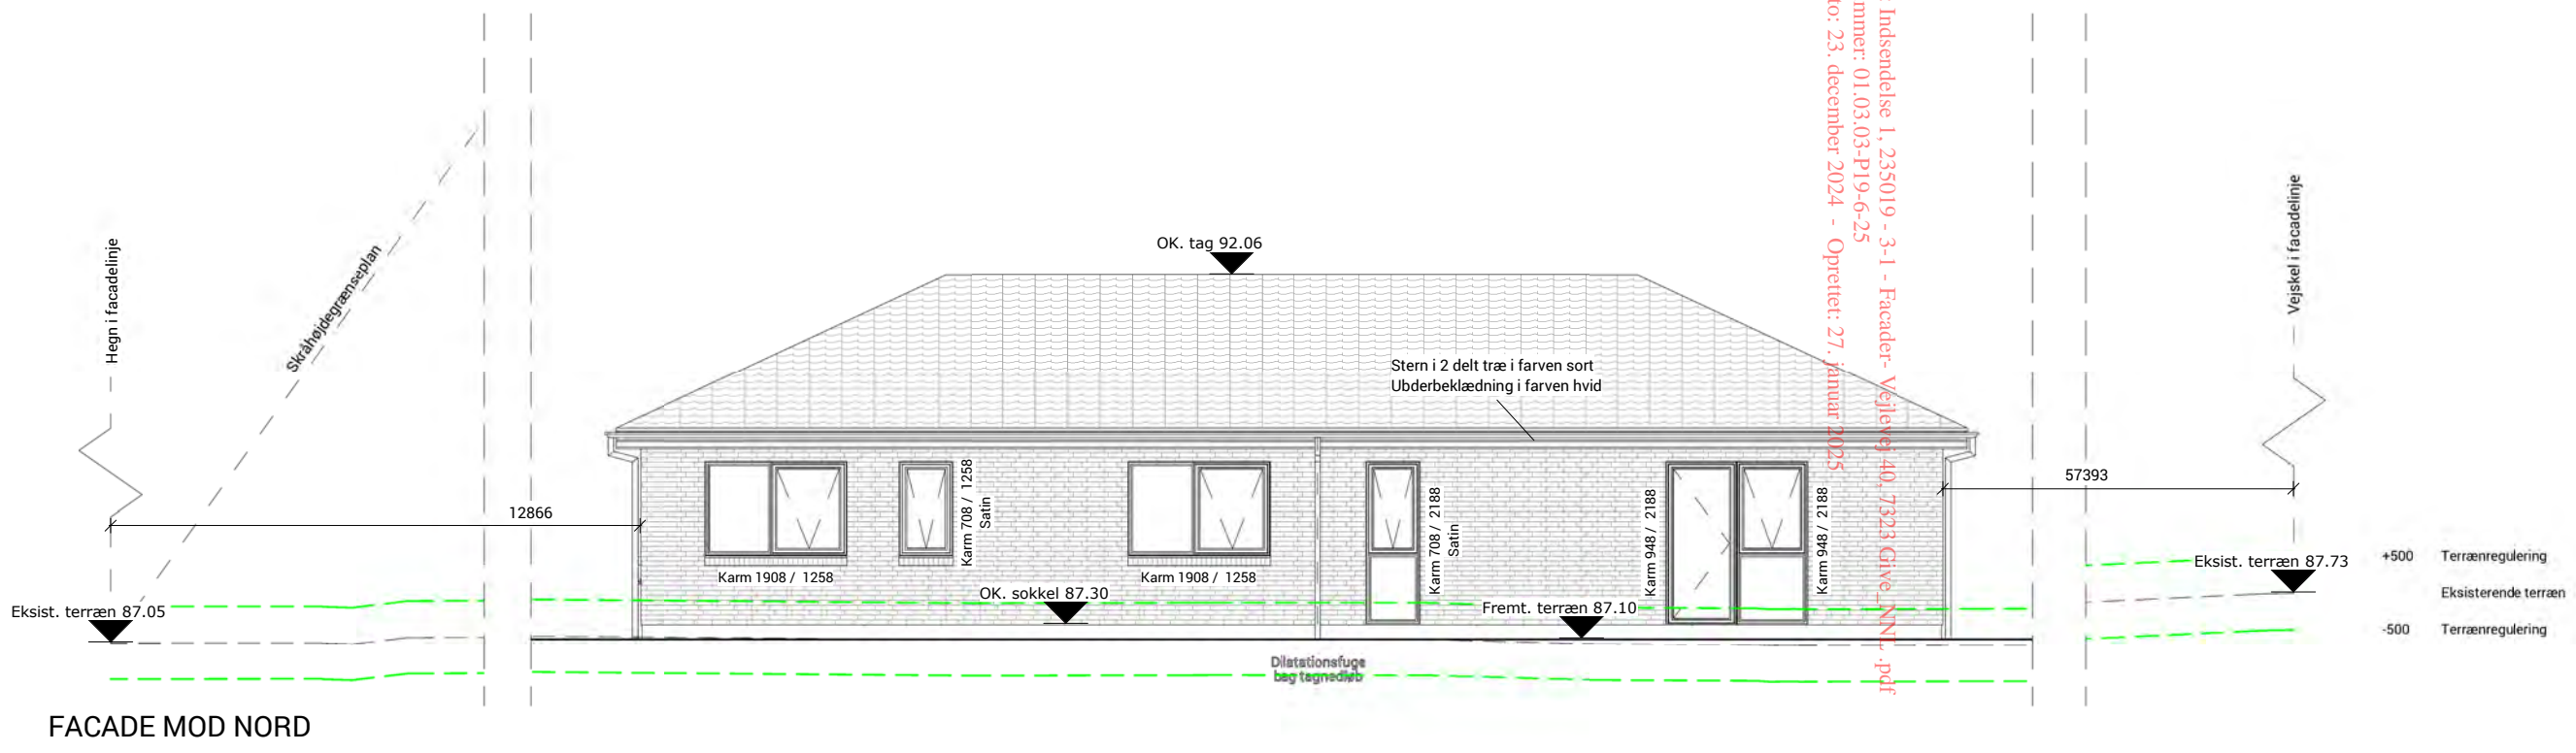 : Indsendelse 1, 235019 - 3-1 - Facader- Vejlevej 40, 7323 Give_NNL .pdf
mmer: 01.03.03-P19-6-25
to: 23. december 2024 - Oprettet: 27. januar 2025
Hegn i facadelinje
Skråhøjdegrænseplan
OK. tag 92.06
Vejskel i facadelinje
Stern i 2 delt træ i farven sort
Ubderbeklædning i farven hvid
12866
57393
Karm 1908 / 1258
Karm 708 / 1258
Satin
Karm 1908 / 1258
Karm 708 / 2188
Satin
Karm 948 / 2188
Karm 948 / 2188
Eksist. terræn 87.05
OK. sokkel 87.30
Fremt. terræn 87.10
Eksist. terræn 87.73
+500 Terrænregulering
Eksisterende terræn
-500 Terrænregulering
Dilatationsfuge
bag tagnedløb
FACADE MOD NORD